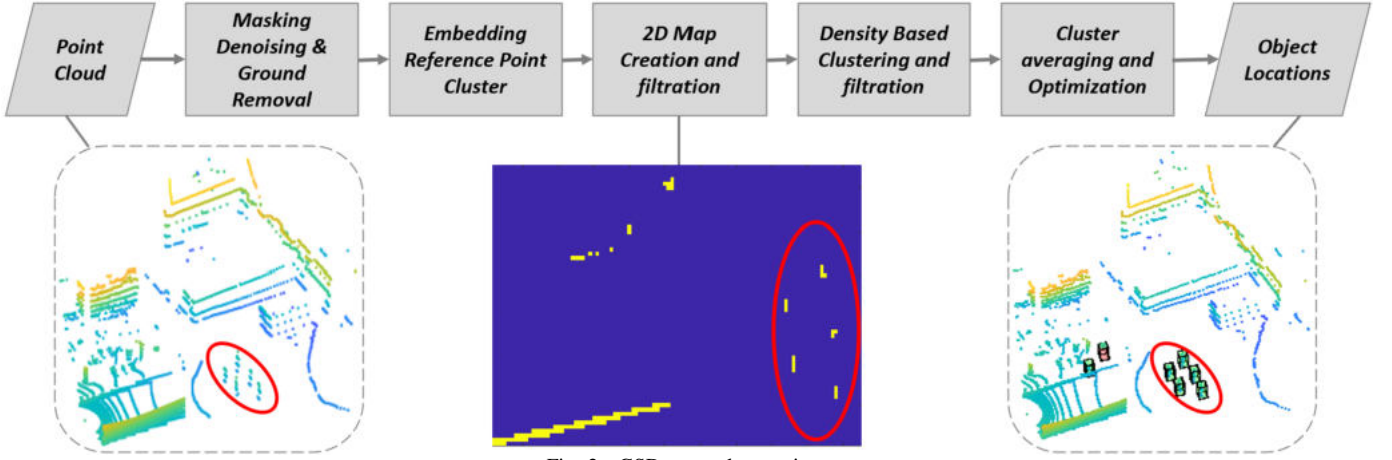 Point
Cloud
Masking
Denoising &
Ground
Removal
Embedding
Reference Point
Cluster
2D Map
Creation and
filtration
Density Based
Clustering and
filtration
Cluster
averaging and
Optimization
Object
Locations